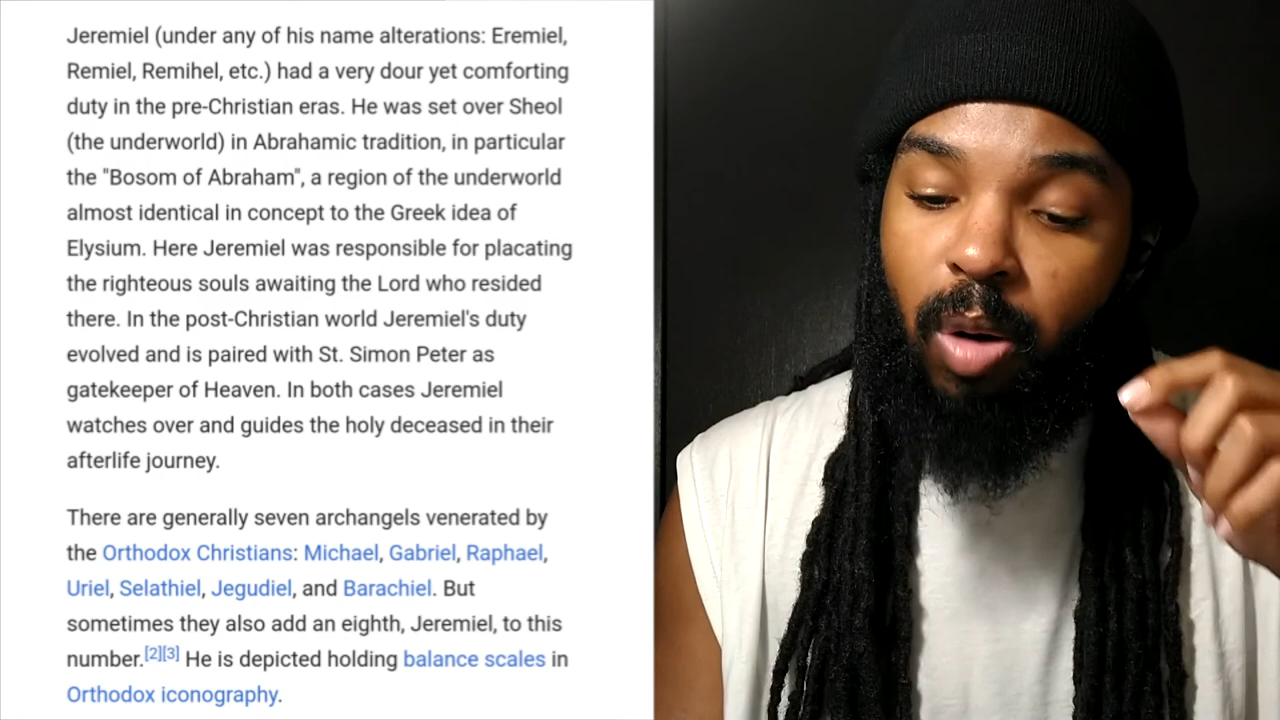 Jeremiel (under any of his name alterations: Eremiel,
Remiel, Remihel, etc.) had a very dour yet comforting
duty in the pre-Christian eras. He was set over Sheol
(the underworld) in Abrahamic tradition, in particular
the "Bosom of Abraham", a region of the underworld
almost identical in concept to the Greek idea of
Elysium. Here Jeremiel was responsible for placating
the righteous souls awaiting the Lord who resided
there. In the post-Christian world Jeremiel's duty
evolved and is paired with St. Simon Peter as
gatekeeper of Heaven. In both cases Jeremiel
watches over and guides the holy deceased in their
afterlife journey.
There are generally seven archangels venerated by
the Orthodox Christians: Michael, Gabriel, Raphael,
Uriel, Selathiel, Jegudiel, and Barachiel. But
sometimes they also add an eighth, Jeremiel, to this
number.[2][3] He is depicted holding balance scales in
Orthodox iconography.